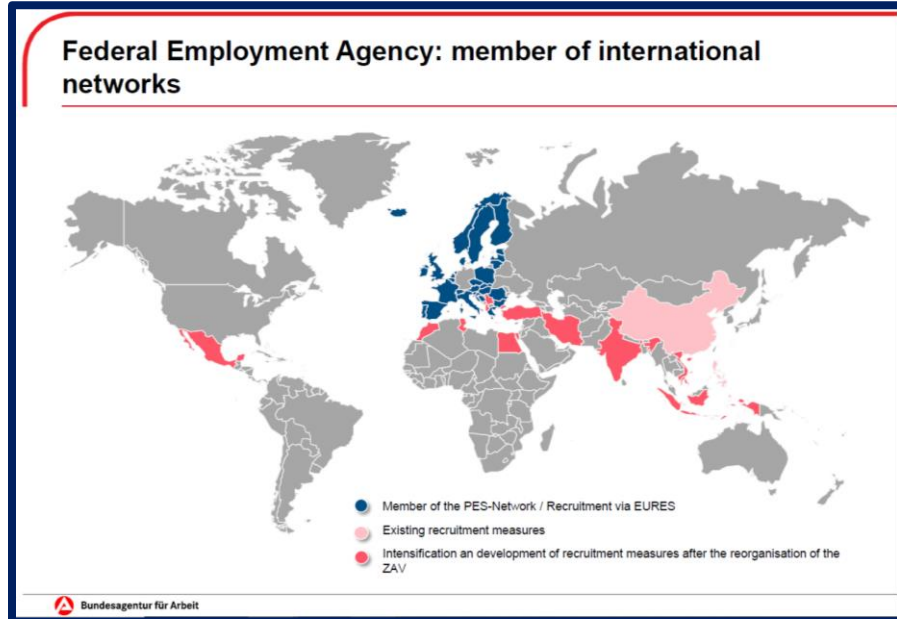 Federal Employment Agency: member of international
networks
Member of the PES-Network / Recruitment via EURES
Existing recruitment measures
Intensification an development of recruitment measures after the reorganisation of the
ZAV
Bundesagentur für Arbeit